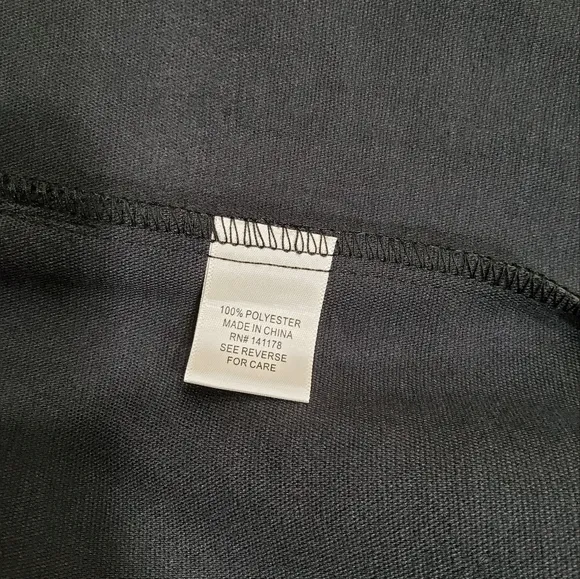 100% POLYESTER
MADE IN CHINA
RN# 141178
SEE REVERSE
FOR CARE